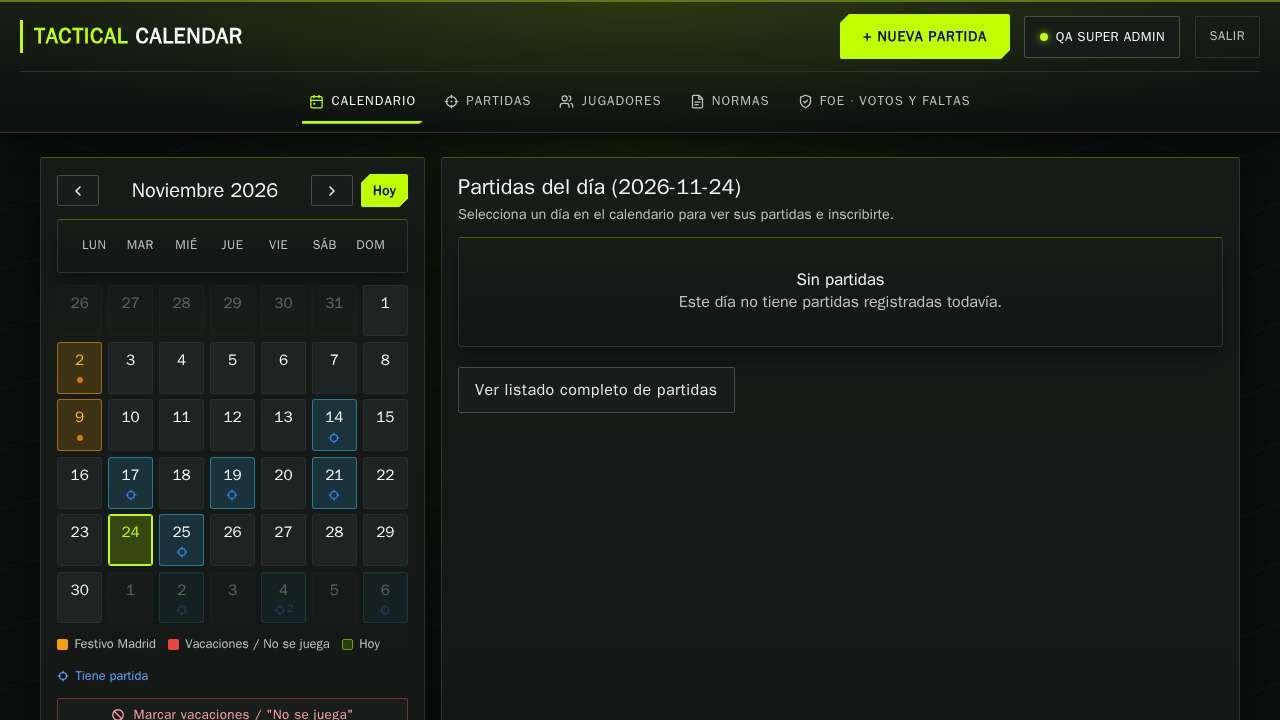 TACTICAL CALENDAR
+ NUEVA PARTIDA
QA SUPER ADMIN
SALIR
CALENDARIO
PARTIDAS
JUGADORES
NORMAS
FOE · VOTOS Y FALTAS
Noviembre 2026
Hoy
LUN MAR MIÉ JUE VIE SÁB DOM
26 27 28 29 30 31 1
2 3 4 5 6 7 8
9 10 11 12 13 14 15
16 17 18 19 20 21 22
23 24 25 26 27 28 29
30 1 2 3 4 5 6
2
Festivo Madrid
Vacaciones / No se juega
Hoy
Tiene partida
Marcar vacaciones / "No se juega"
Partidas del día (2026-11-24)
Selecciona un día en el calendario para ver sus partidas e inscribirte.
Sin partidas
Este día no tiene partidas registradas todavía.
Ver listado completo de partidas